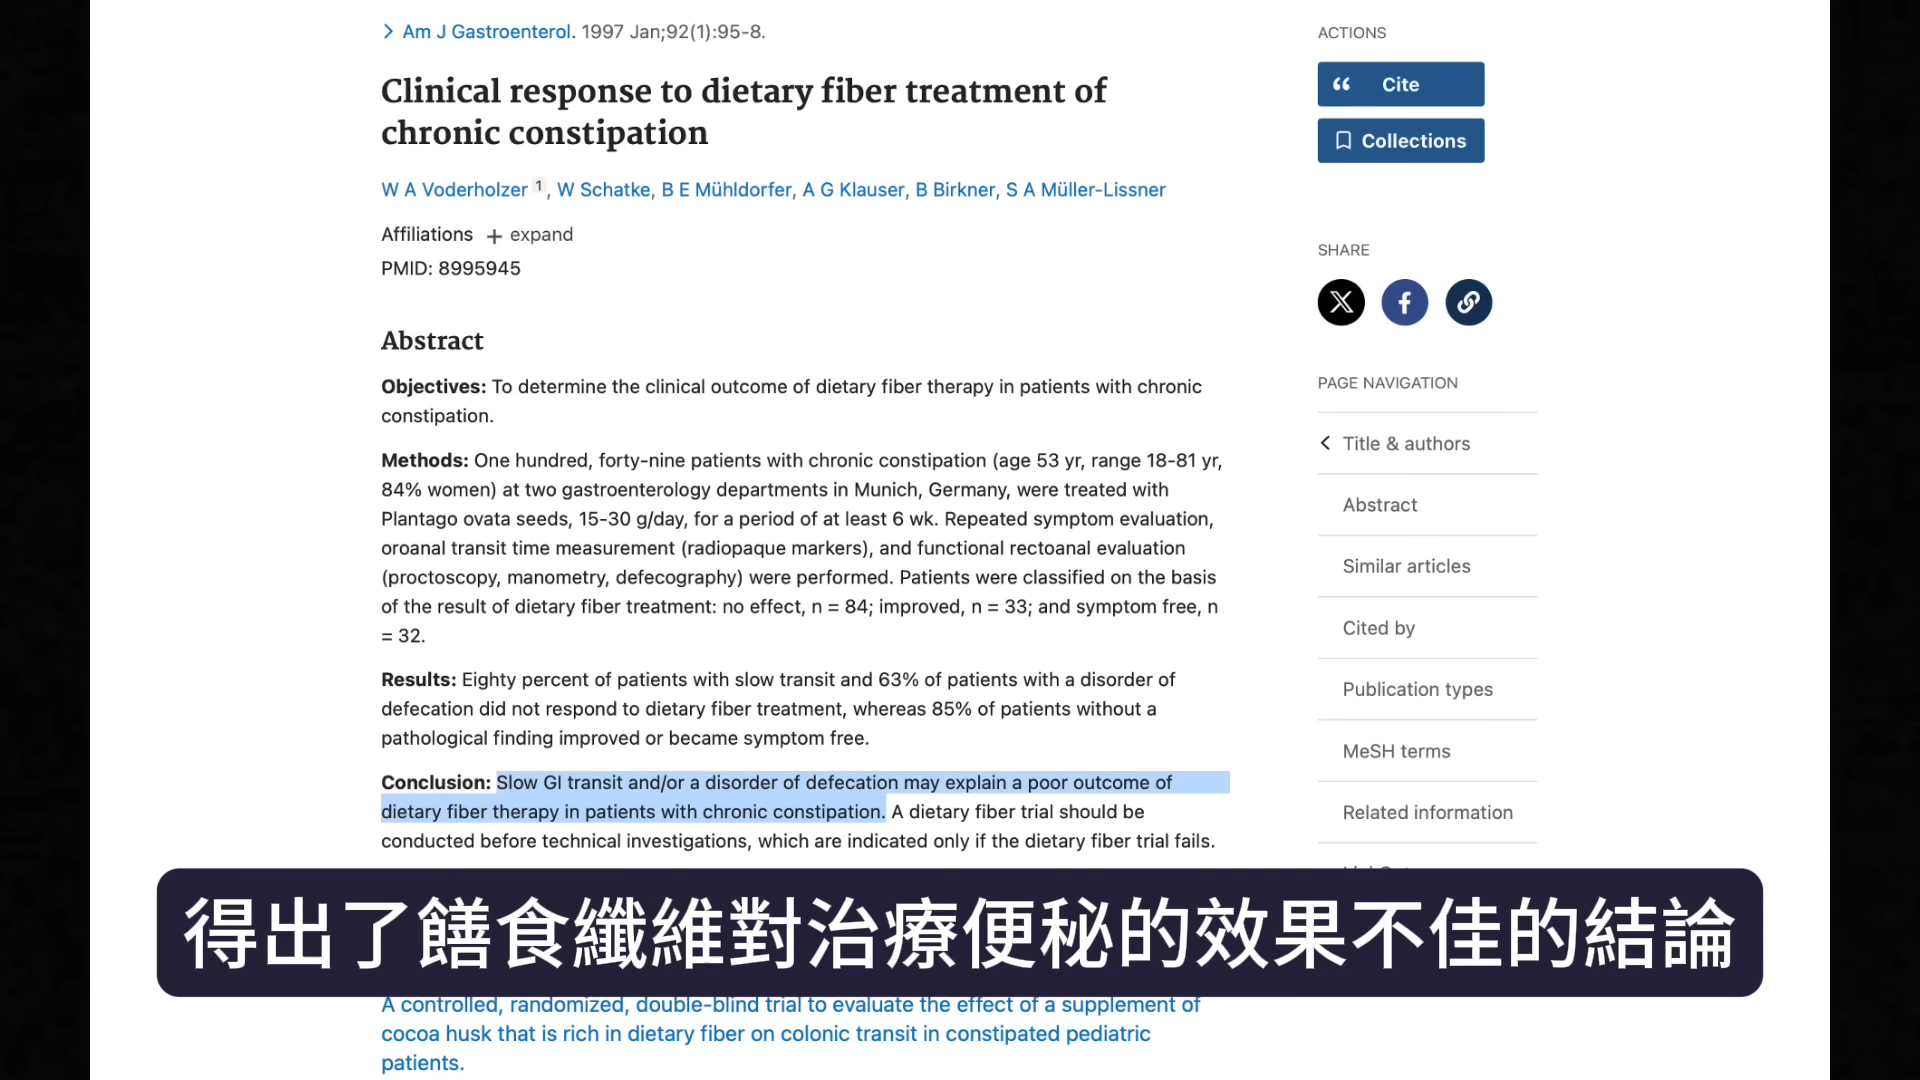 Am J Gastroenterol. 1997 Jan;92(1):95-8.
Clinical response to dietary fiber treatment of
chronic constipation
W A Voderholzer 1, W Schatke, B E Mühldorfer, A G Klauser, B Birkner, S A Müller-Lissner
Affiliations + expand
PMID: 8995945
Abstract
Objectives: To determine the clinical outcome of dietary fiber therapy in patients with chronic
constipation.
Methods: One hundred, forty-nine patients with chronic constipation (age 53 yr, range 18-81 yr,
84% women) at two gastroenterology departments in Munich, Germany, were treated with
Plantago ovata seeds, 15-30 g/day, for a period of at least 6 wk. Repeated symptom evaluation,
oroanal transit time measurement (radiopaque markers), and functional rectoanal evaluation
(proctoscopy, manometry, defecography) were performed. Patients were classified on the basis
of the result of dietary fiber treatment: no effect, n = 84; improved, n = 33; and symptom free, n
= 32.
Results: Eighty percent of patients with slow transit and 63% of patients with a disorder of
defecation did not respond to dietary fiber treatment, whereas 85% of patients without a
pathological finding improved or became symptom free.
Conclusion: Slow GI transit and/or a disorder of defecation may explain a poor outcome of
dietary fiber therapy in patients with chronic constipation. A dietary fiber trial should be
conducted before technical investigations, which are indicated only if the dietary fiber trial fails.
得出了饍食纖維對治療便秘的效果不佳的結論
A controlled, randomized, double-blind trial to evaluate the effect of a supplement of
cocoa husk that is rich in dietary fiber on colonic transit in constipated pediatric
patients.
ACTIONS
Cite
Collections
SHARE
PAGE NAVIGATION
Title & authors
Abstract
Similar articles
Cited by
Publication types
MeSH terms
Related information